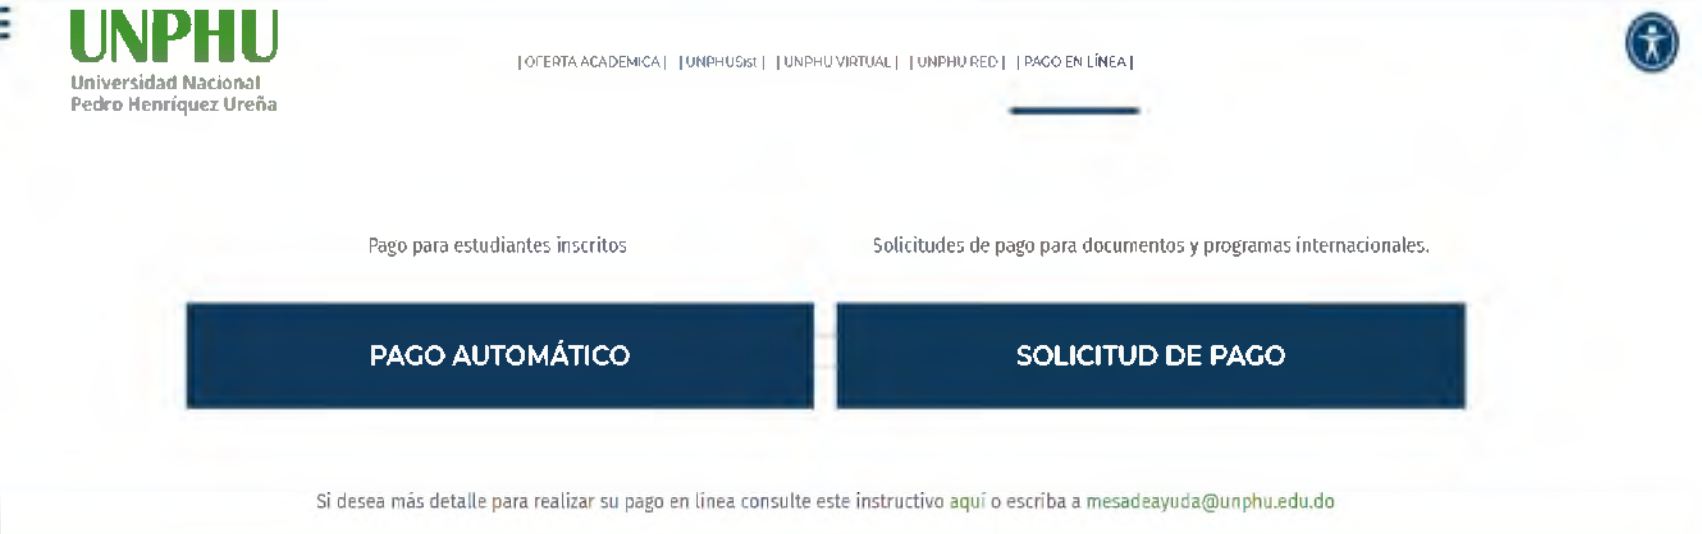 UNPHU
Universidad Nacional
Pedro Henríquez Ureña
| OFERTA ACADEMICA | | UNPHUSist | | UNPHU VIRTUAL | | UNPHU RED | | PAGO EN LÍNEA |
Pago para estudiantes inscritos
Solicitudes de pago para documentos y programas internacionales.
PAGO AUTOMÁTICO
SOLICITUD DE PAGO
Si desea más detalle para realizar su pago en línea consulte este instructivo aquí o escriba a mesadeayuda@unphu.edu.do